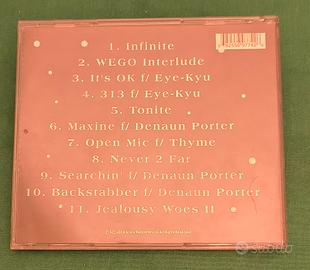 1. Infinite
2. WEGO Interlude
3. It's OK f/ Eye-Kyu
4. 313 f/ Eye-Kyu
5. Tonite
6. Maxine f/ Denaun Porter
7. Open Mic f/ Thyme
8. Never 2 Far
9. Searchin' f/ Denaun Porter
10. Backstabber f/ Denaun Porter
11. Jealousy Woes II
subito